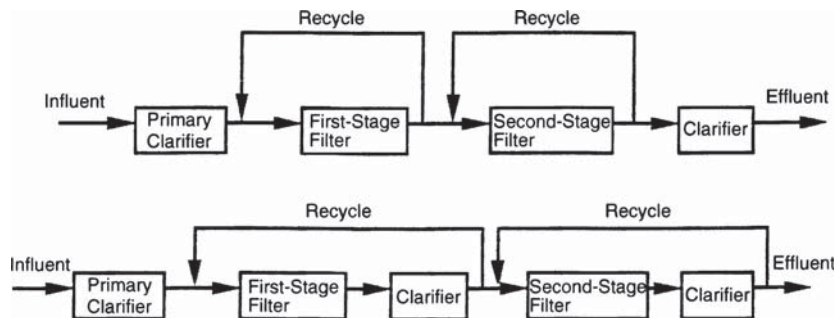 Recycle
Recycle
Influent
Primary
Clarifier
First-Stage
Filter
Second-Stage
Filter
Clarifier
Effluent
Recycle
Recycle
Influent
Primary
Clarifier
First-Stage
Filter
Clarifier
Second-Stage
Filter
Clarifier
Effluent